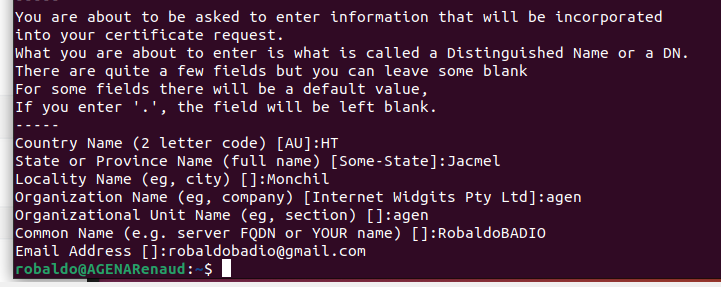 -----
You are about to be asked to enter information that will be incorporated
into your certificate request.
What you are about to enter is what is called a Distinguished Name or a DN.
There are quite a few fields but you can leave some blank
For some fields there will be a default value,
If you enter '.', the field will be left blank.
-----
Country Name (2 letter code) [AU]:HT
State or Province Name (full name) [Some-State]:Jacmel
Locality Name (eg, city) []:Monchil
Organization Name (eg, company) [Internet Widgits Pty Ltd]:agen
Organizational Unit Name (eg, section) []:agen
Common Name (e.g. server FQDN or YOUR name) []:RobaldoBADIO
Email Address []:robaldobadio@gmail.com
robaldo@AGENARenaud:~$